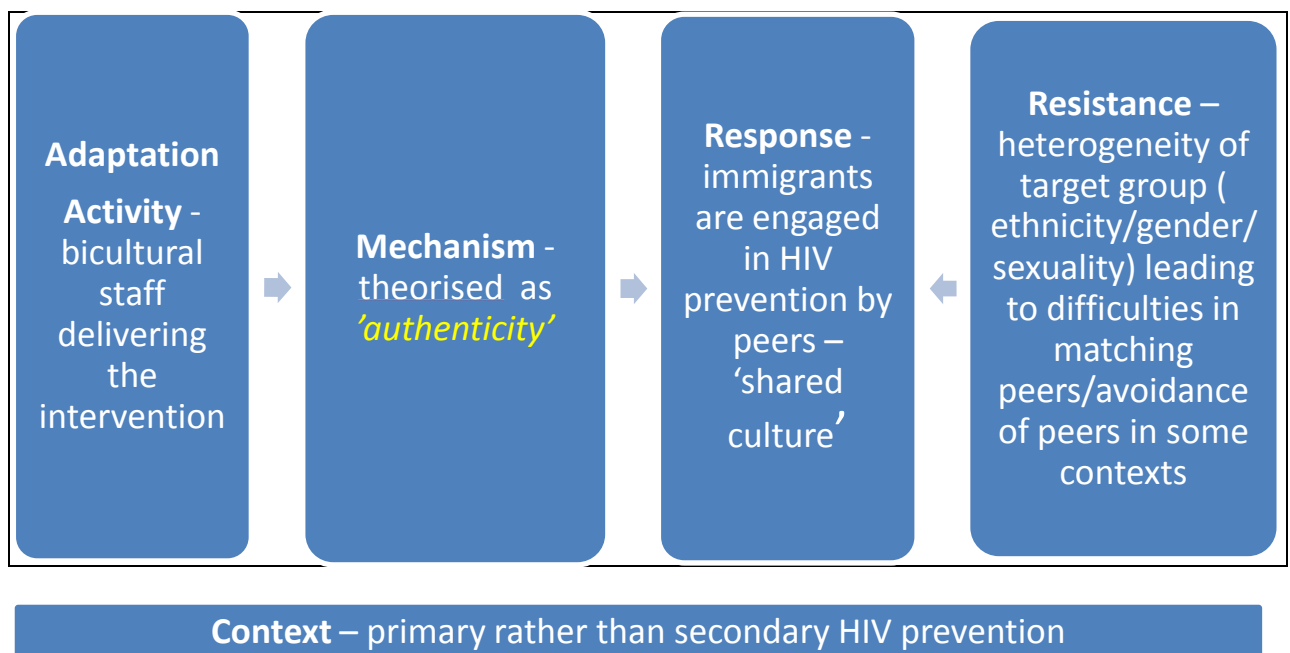 Adaptation
Activity -
bicultural
staff
delivering
the
intervention
Mechanism -
theorised as
’authenticity’
Response -
immigrants
are engaged
in HIV
prevention by
peers –
‘shared
culture’
Resistance –
heterogeneity of
target group (
ethnicity/gender/
sexuality) leading
to difficulties in
matching
peers/avoidance
of peers in some
contexts
Context – primary rather than secondary HIV prevention